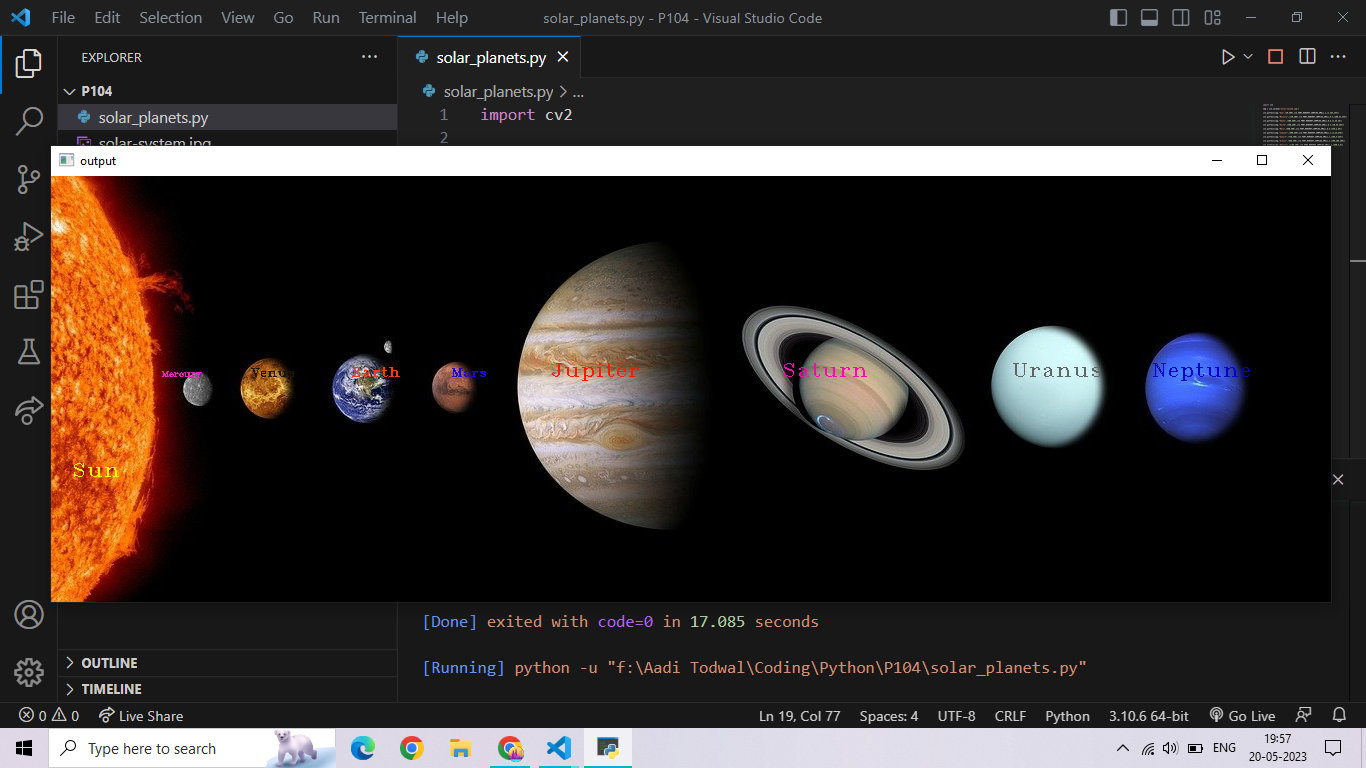 File Edit Selection View Go Run Terminal Help solar_planets.py - P104 - Visual Studio Code
EXPLORER
solar_planets.py
P104
solar_planets.py > ...
solar_planets.py
1 import cv2
solar-system.jpg
2
output
Mercury Venus Earth Mars Jupiter Saturn Uranus Neptune
Sun
[Done] exited with code=0 in 17.085 seconds
OUTLINE
[Running] python -u "f:\Aadi Todwal\Coding\Python\P104\solar_planets.py"
TIMELINE
0 0 Live Share Ln 19, Col 77 Spaces: 4 UTF-8 CRLF Python 3.10.6 64-bit Go Live
Type here to search ENG 19:57
20-05-2023